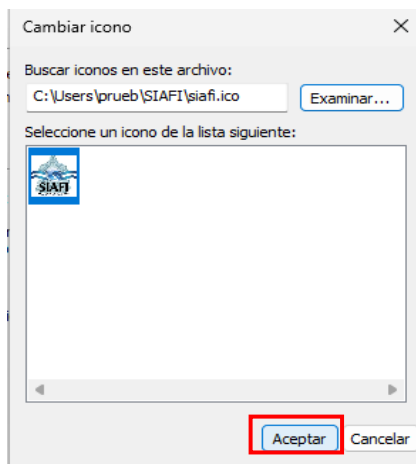 Cambiar icono
Buscar iconos en este archivo:
C:\Users\prueb\SIAFI\siafi.ico
Examinar...
Seleccione un icono de la lista siguiente:
SIAFI
Aceptar
Cancelar